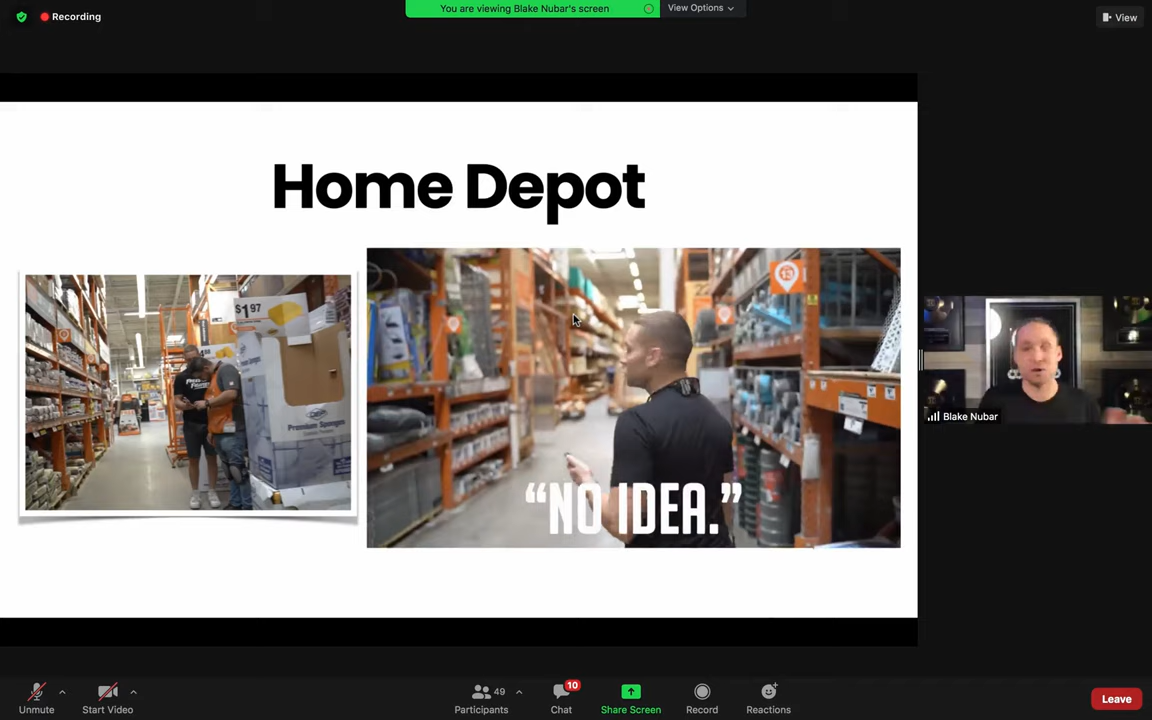 Recording
You are viewing Blake Nubar's screen
View Options
View
Home Depot
$1.97
Premium Sponges
13
“NO IDEA.”
Blake Nubar
Unmute
Start Video
49
Participants
10
Chat
Share Screen
Record
Reactions
Leave